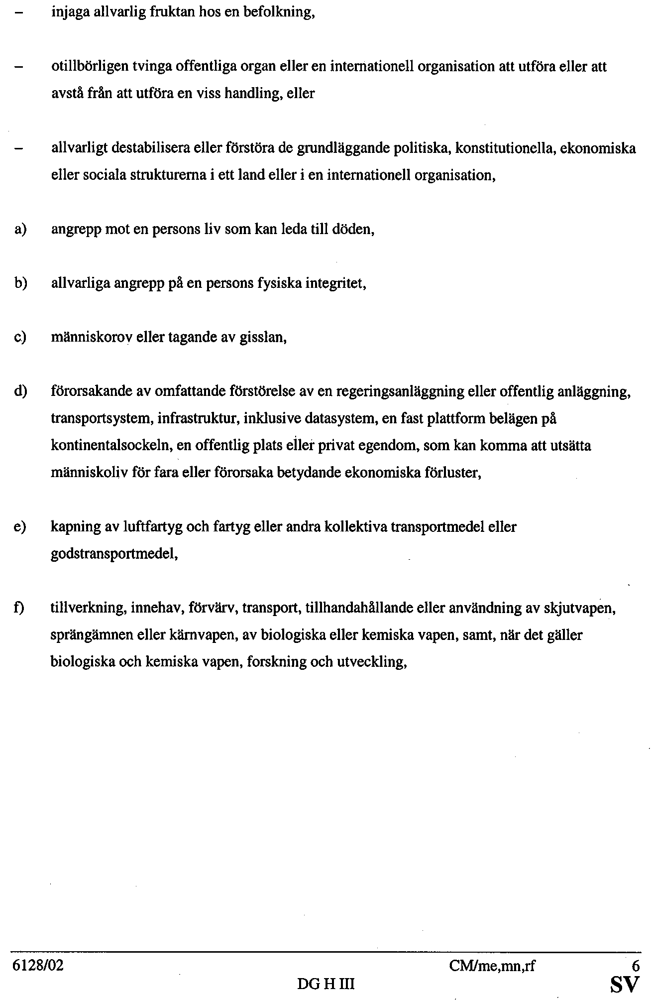 – injaga allvarlig fruktan hos en befolkning,
– otillbörligen tvinga offentliga organ eller en internationell organisation att utföra eller att
avstå från att utföra en viss handling, eller
– allvarligt destabilisera eller förstöra de grundläggande politiska, konstitutionella, ekonomiska
eller sociala strukturerna i ett land eller i en internationell organisation,
a) angrepp mot en persons liv som kan leda till döden,
b) allvarliga angrepp på en persons fysiska integritet,
c) människorov eller tagande av gisslan,
d) förorsakande av omfattande förstörelse av en regeringsanläggning eller offentlig anläggning,
transportsystem, infrastruktur, inklusive datasystem, en fast plattform belägen på
kontinentalsockeln, en offentlig plats eller privat egendom, som kan komma att utsätta
människoliv för fara eller förorsaka betydande ekonomiska förluster,
e) kapning av luftfartyg och fartyg eller andra kollektiva transportmedel eller
godstransportmedel,
f) tillverkning, innehav, förvärv, transport, tillhandahållande eller användning av skjutvapen,
sprängämnen eller kärnvapen, av biologiska eller kemiska vapen, samt, när det gäller
biologiska och kemiska vapen, forskning och utveckling,
6128/02 CM/me,mn,rf 6
DG H III SV